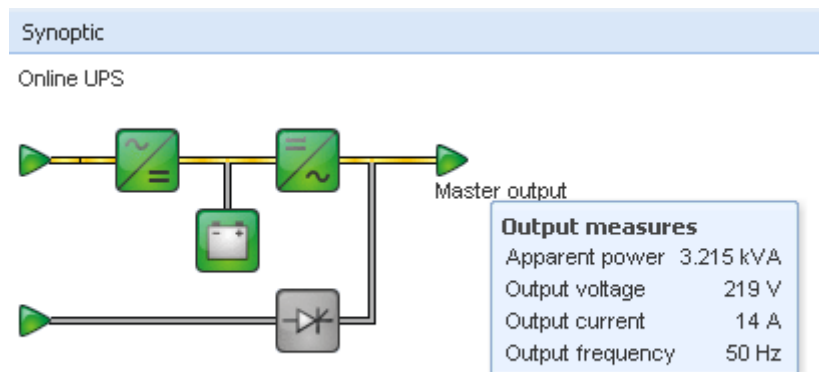 Synoptic
Online UPS
Master output
Output measures
Apparent power 3.215 kVA
Output voltage 219 V
Output current 14 A
Output frequency 50 Hz